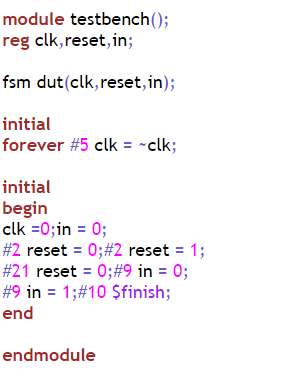 module testbench();
reg clk,reset,in;
fsm dut(clk,reset,in);
initial
forever #5 clk = ~clk;
initial
begin
clk =0;in = 0;
#2 reset = 0;#2 reset = 1;
#21 reset = 0;#9 in = 0;
#9 in = 1;#10 $finish;
end
endmodule